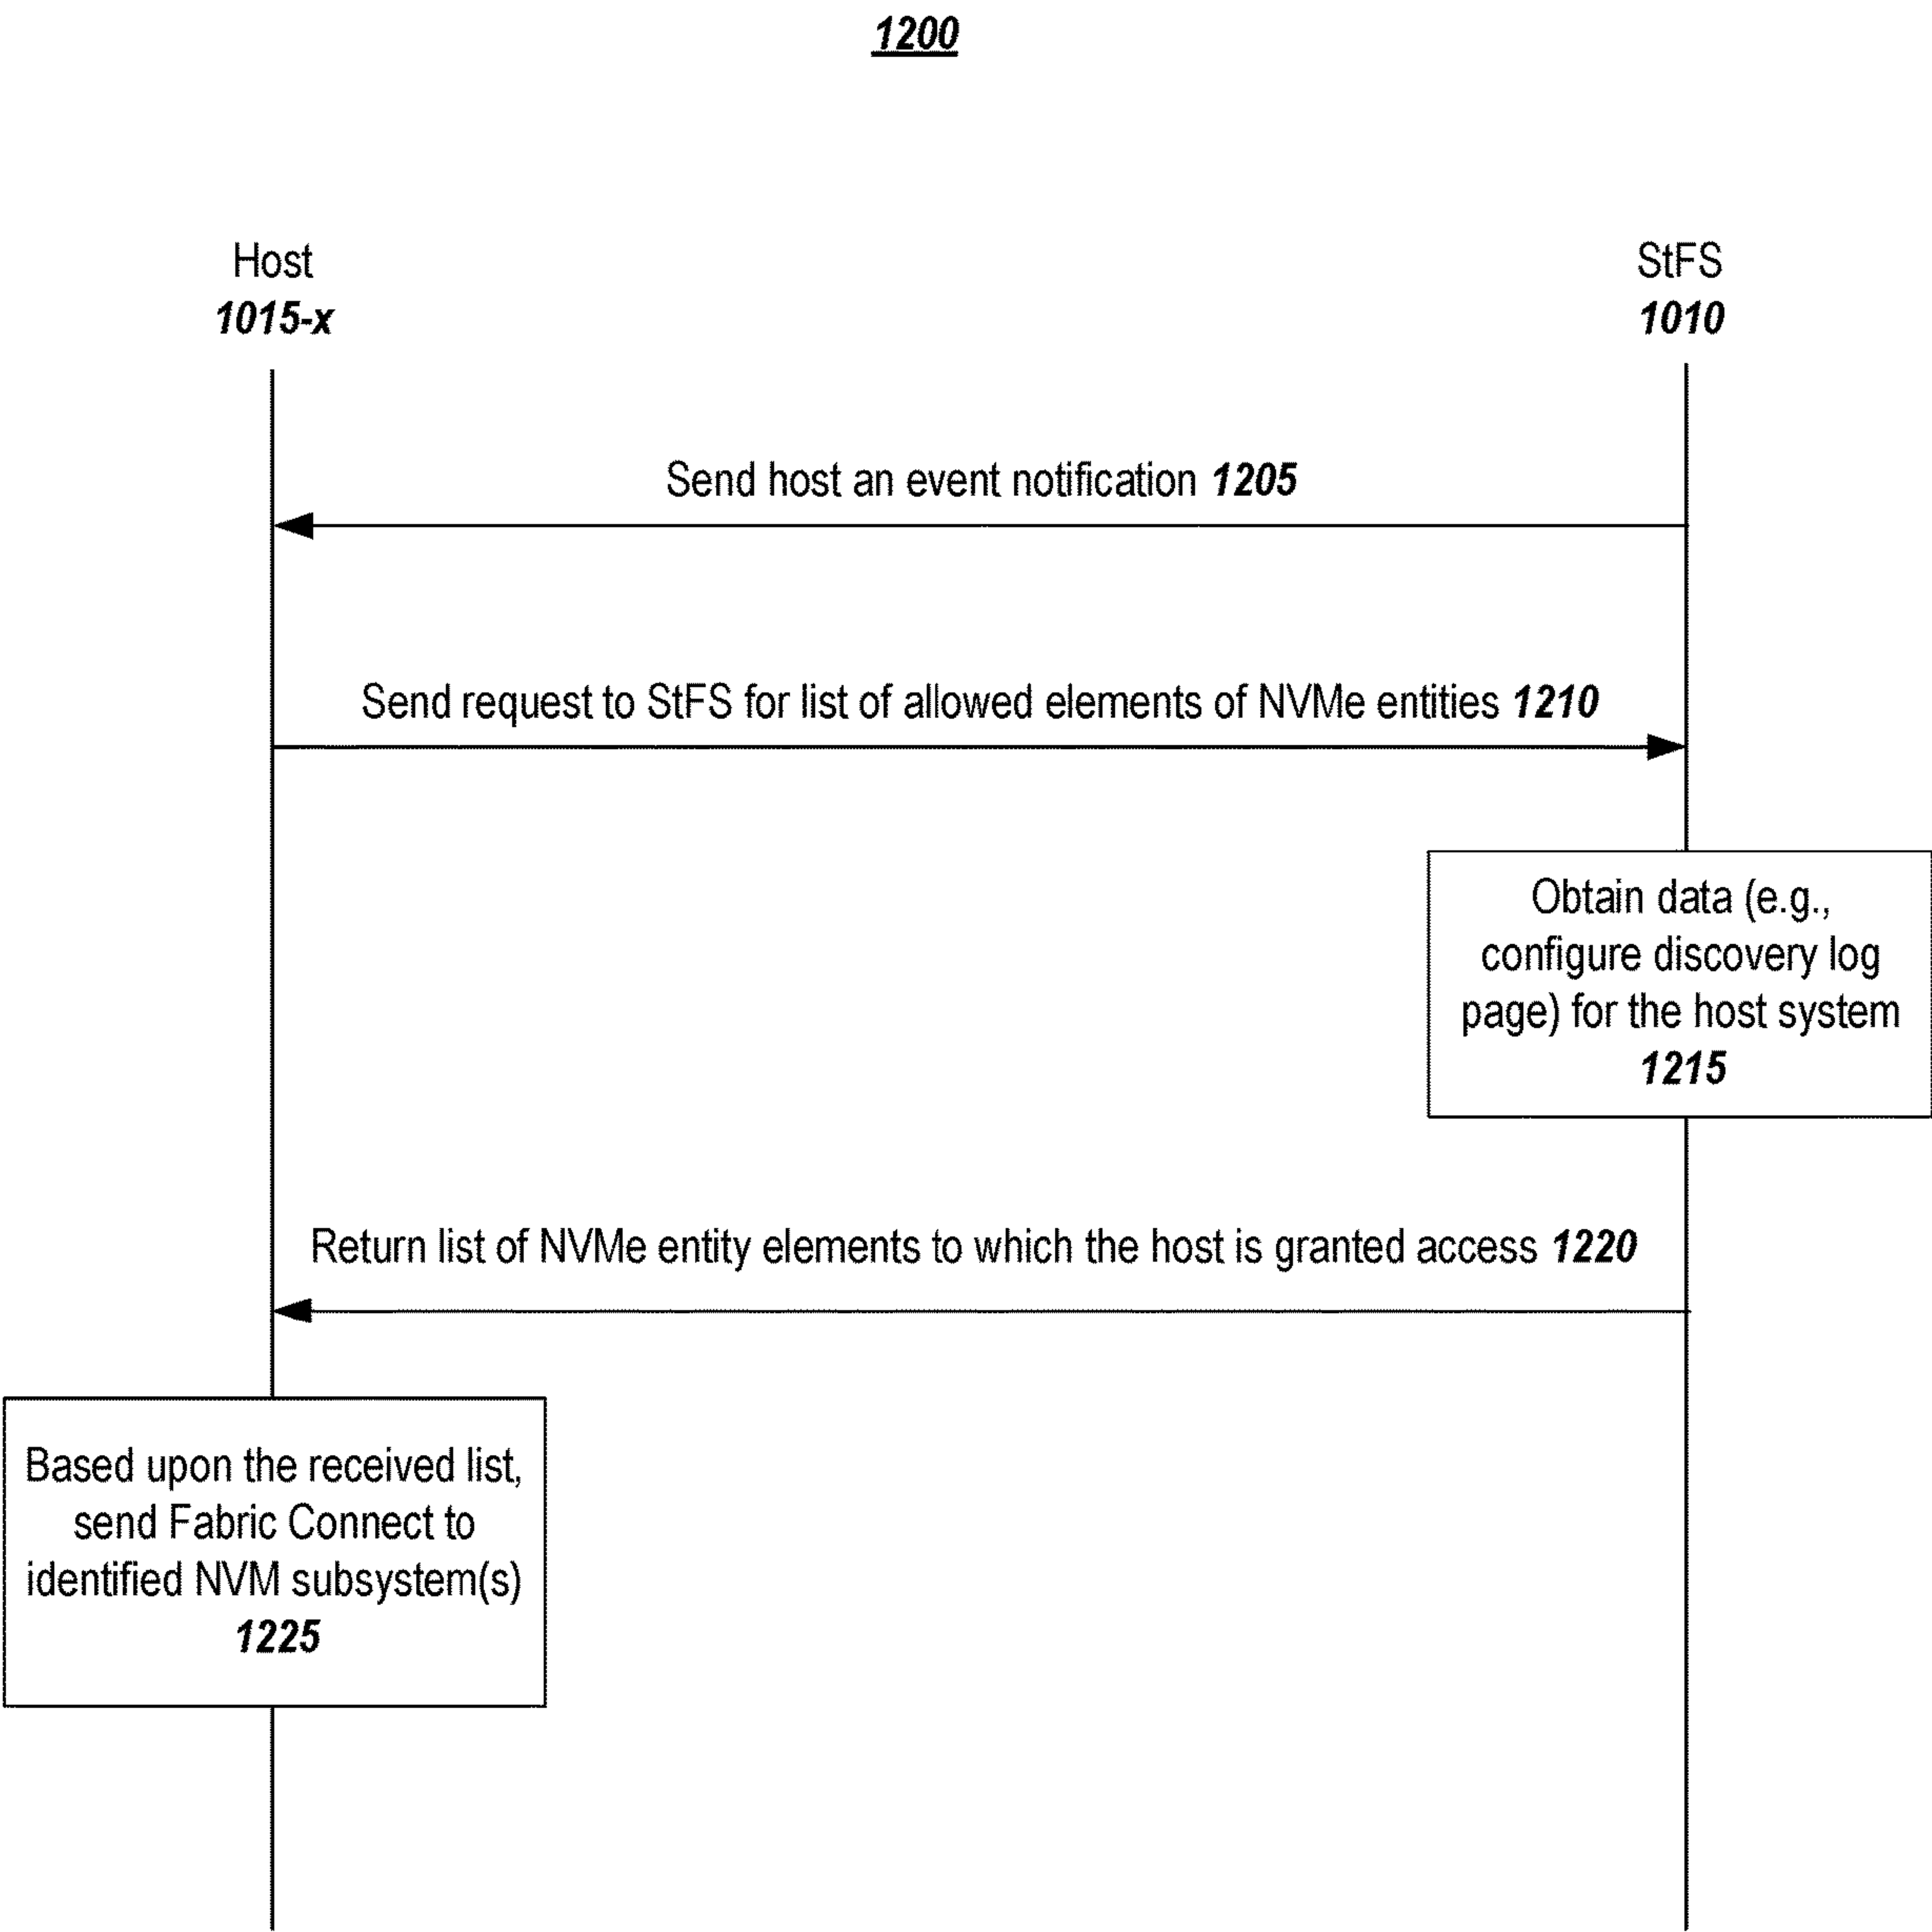 1200
Host
1015-x
StFS
1010
Send host an event notification 1205
Send request to StFS for list of allowed elements of NVMe entities 1210
Obtain data (e.g.,
configure discovery log
page) for the host system
1215
Return list of NVMe entity elements to which the host is granted access 1220
Based upon the received list,
send Fabric Connect to
identified NVM subsystem(s)
1225